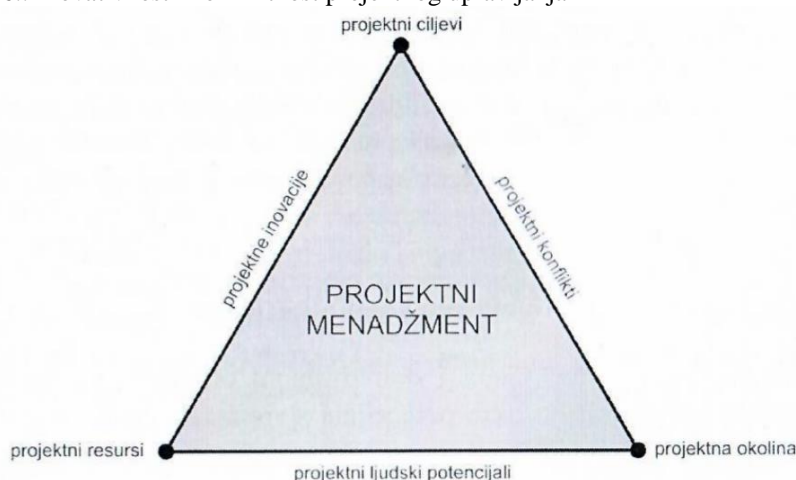 projektni ciljevi
projektne inovacije
projektni konflikti
PROJEKTNI
MENADŽMENT
projektni resursi
projektna okolina
projektni ljudski potencijali